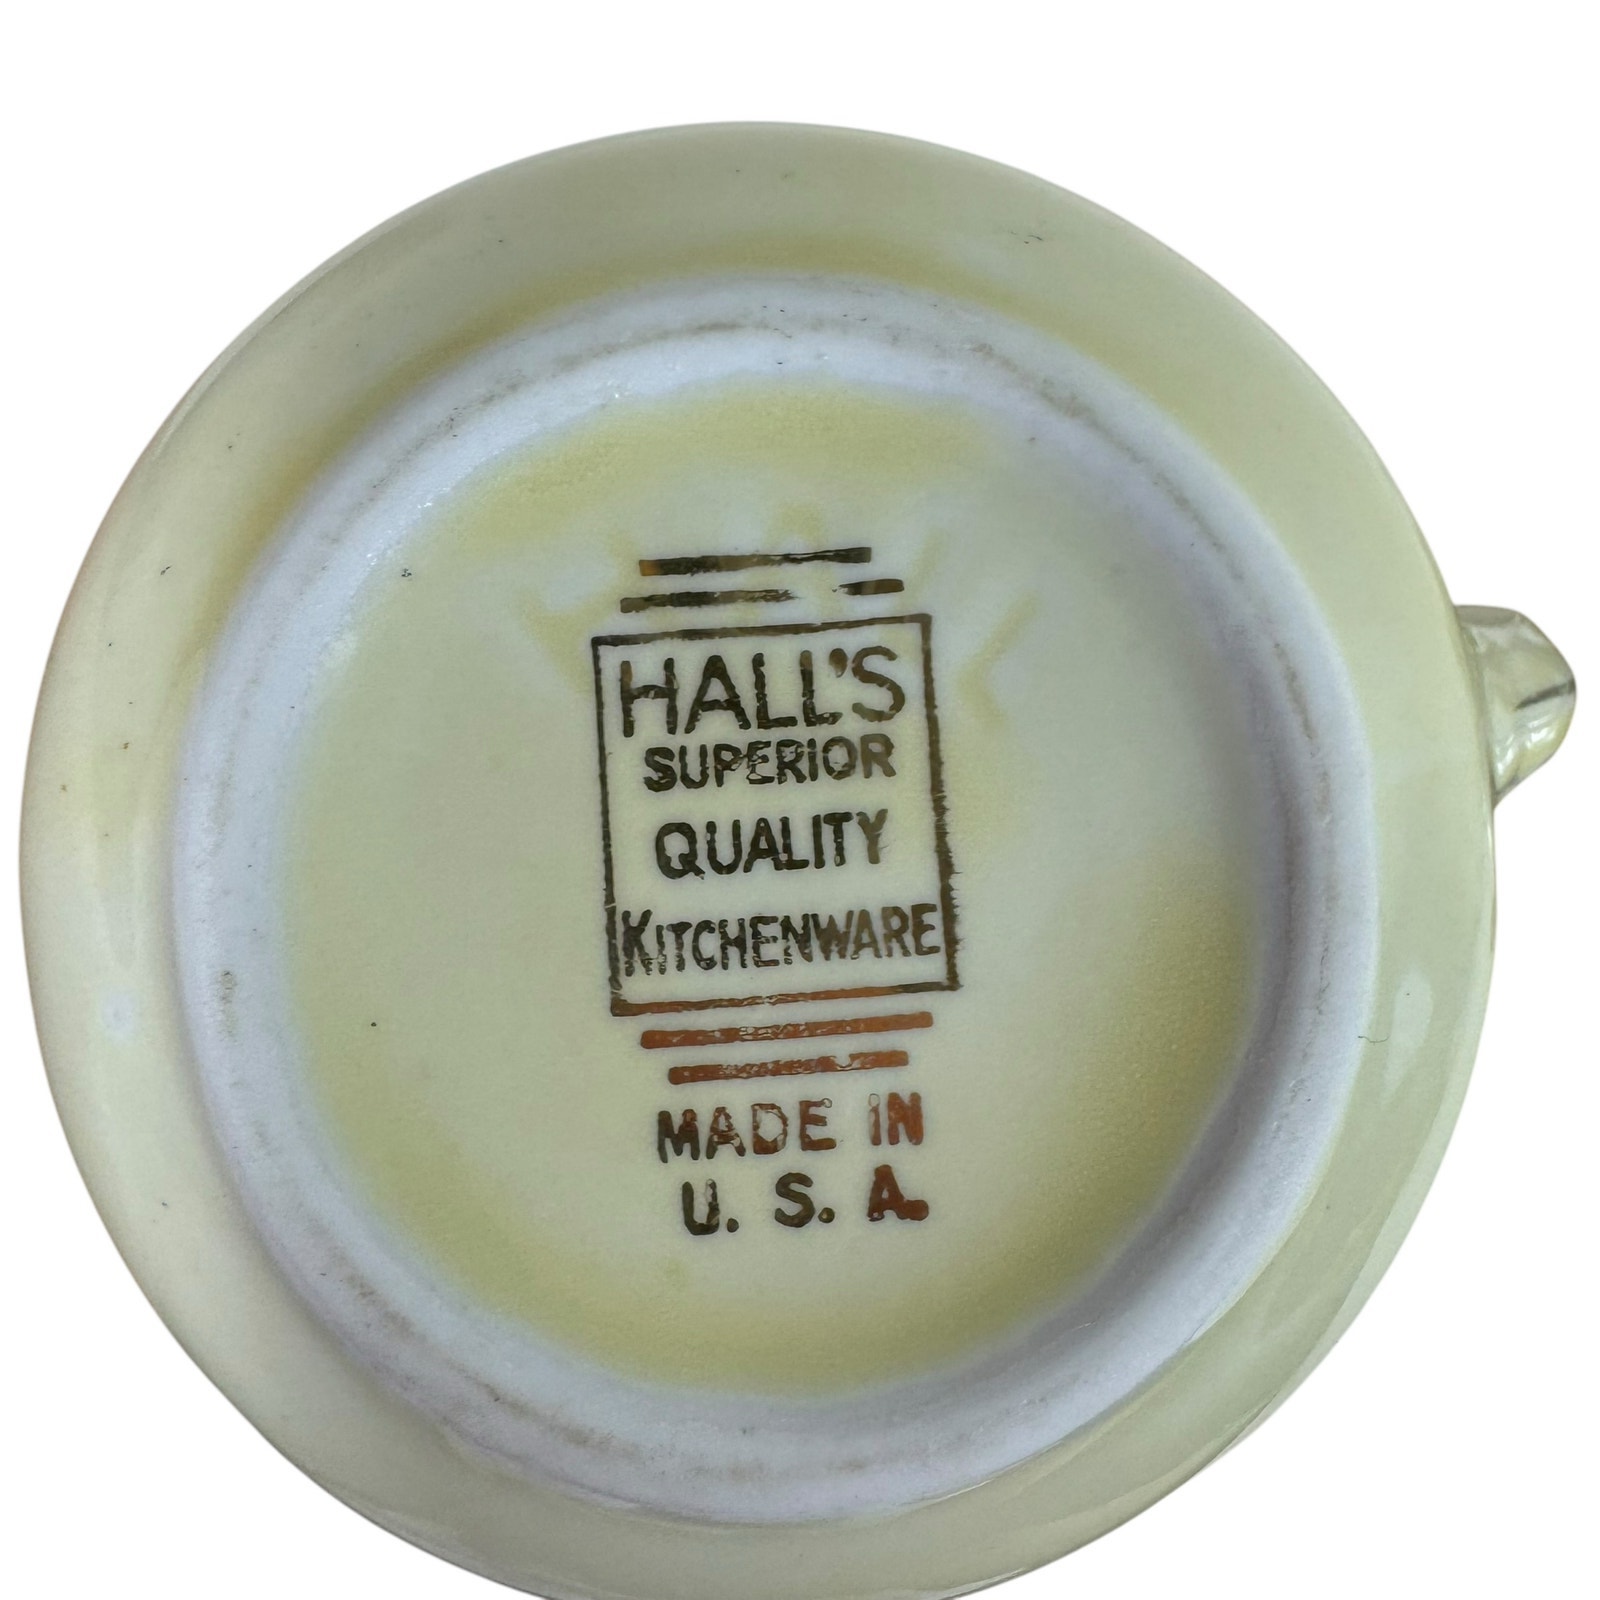 HALL'S
SUPERIOR
QUALITY
KITCHENWARE
MADE IN
U. S. A.